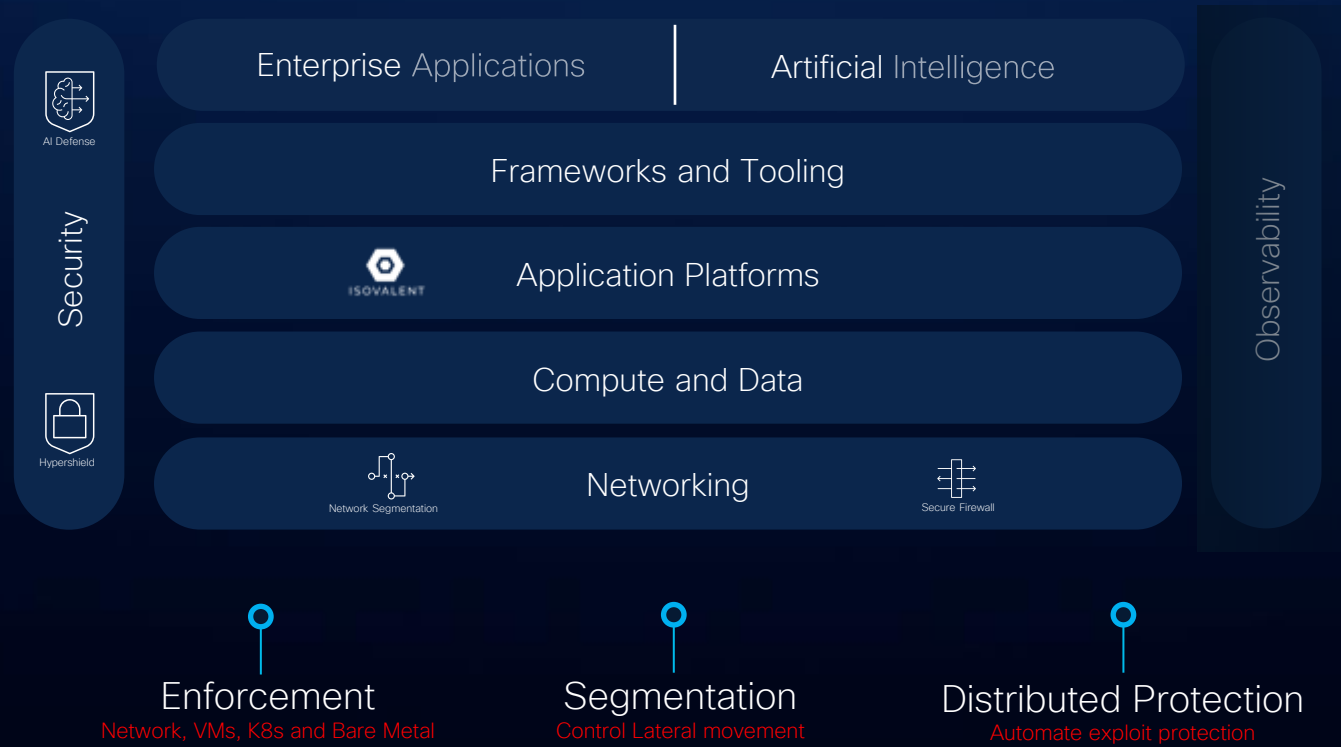 AI Defense
Security
Hypershield
Enterprise Applications
Artificial Intelligence
Frameworks and Tooling
ISOVALENT
Application Platforms
Compute and Data
Network Segmentation
Networking
Secure Firewall
Observability
Enforcement
Network, VMs, K8s and Bare Metal
Segmentation
Control Lateral movement
Distributed Protection
Automate exploit protection